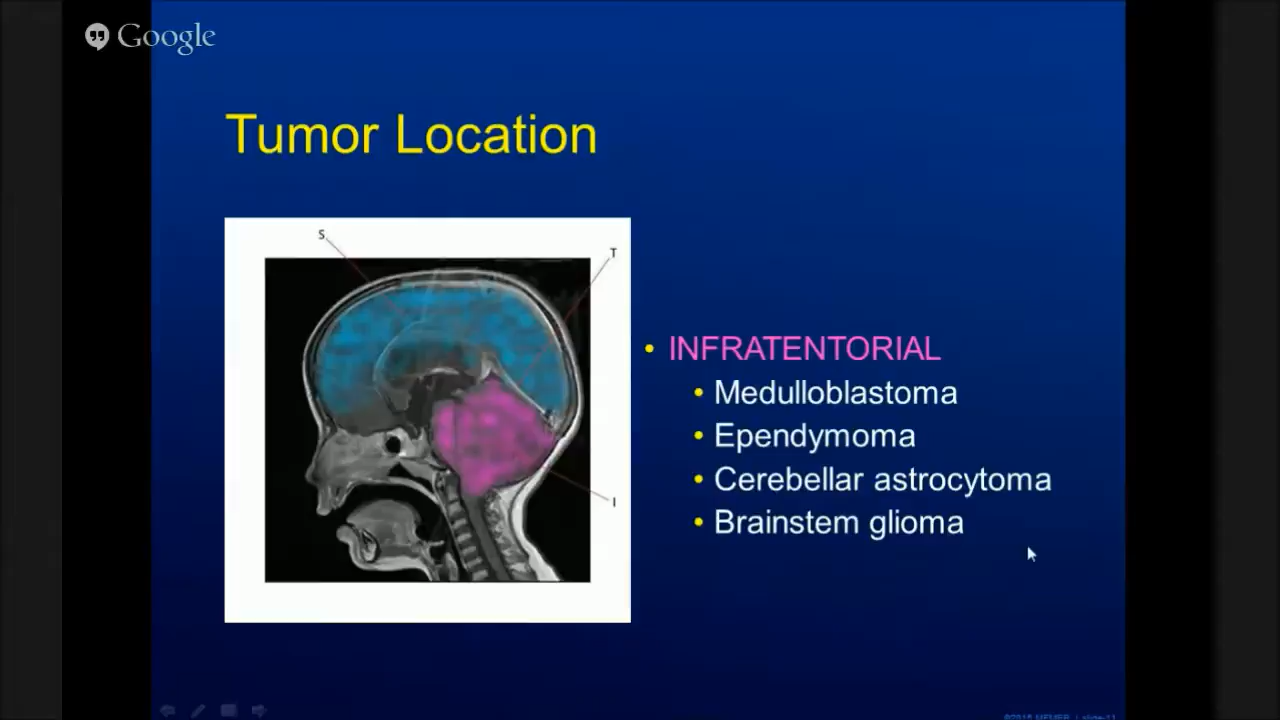 Google
Tumor Location
S
T
I
• INFRATENTORIAL
• Medulloblastoma
• Ependymoma
• Cerebellar astrocytoma
• Brainstem glioma